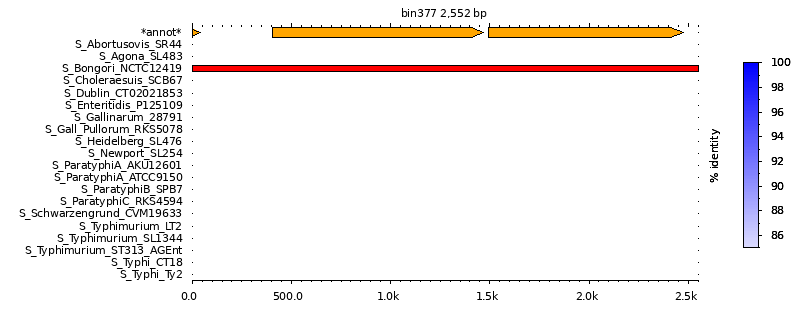 bin377 2,552 bp
*annot*
S_Abortusovis_SR44
S_Agona_SL483
S_Bongori_NCTC12419
S_Choleraesuis_SCB67
S_Dublin_CT02021853
S_Enteritidis_P125109
S_Gallinarum_28791
S_Gall_Pullorum_RKS5078
S_Heidelberg_SL476
S_Newport_SL254
S_ParatyphiA_AKU12601
S_ParatyphiA_ATCC9150
S_ParatyphiB_SPB7
S_ParatyphiC_RKS4594
S_Schwarzengrund_CVM19633
S_Typhimurium_LT2
S_Typhimurium_SL1344
S_Typhimurium_ST313_AGEnt
S_Typhi_CT18
S_Typhi_Ty2
0.0 500.0 1.0k 1.5k 2.0k 2.5k
% identity
100
98
96
94
92
90
88
86